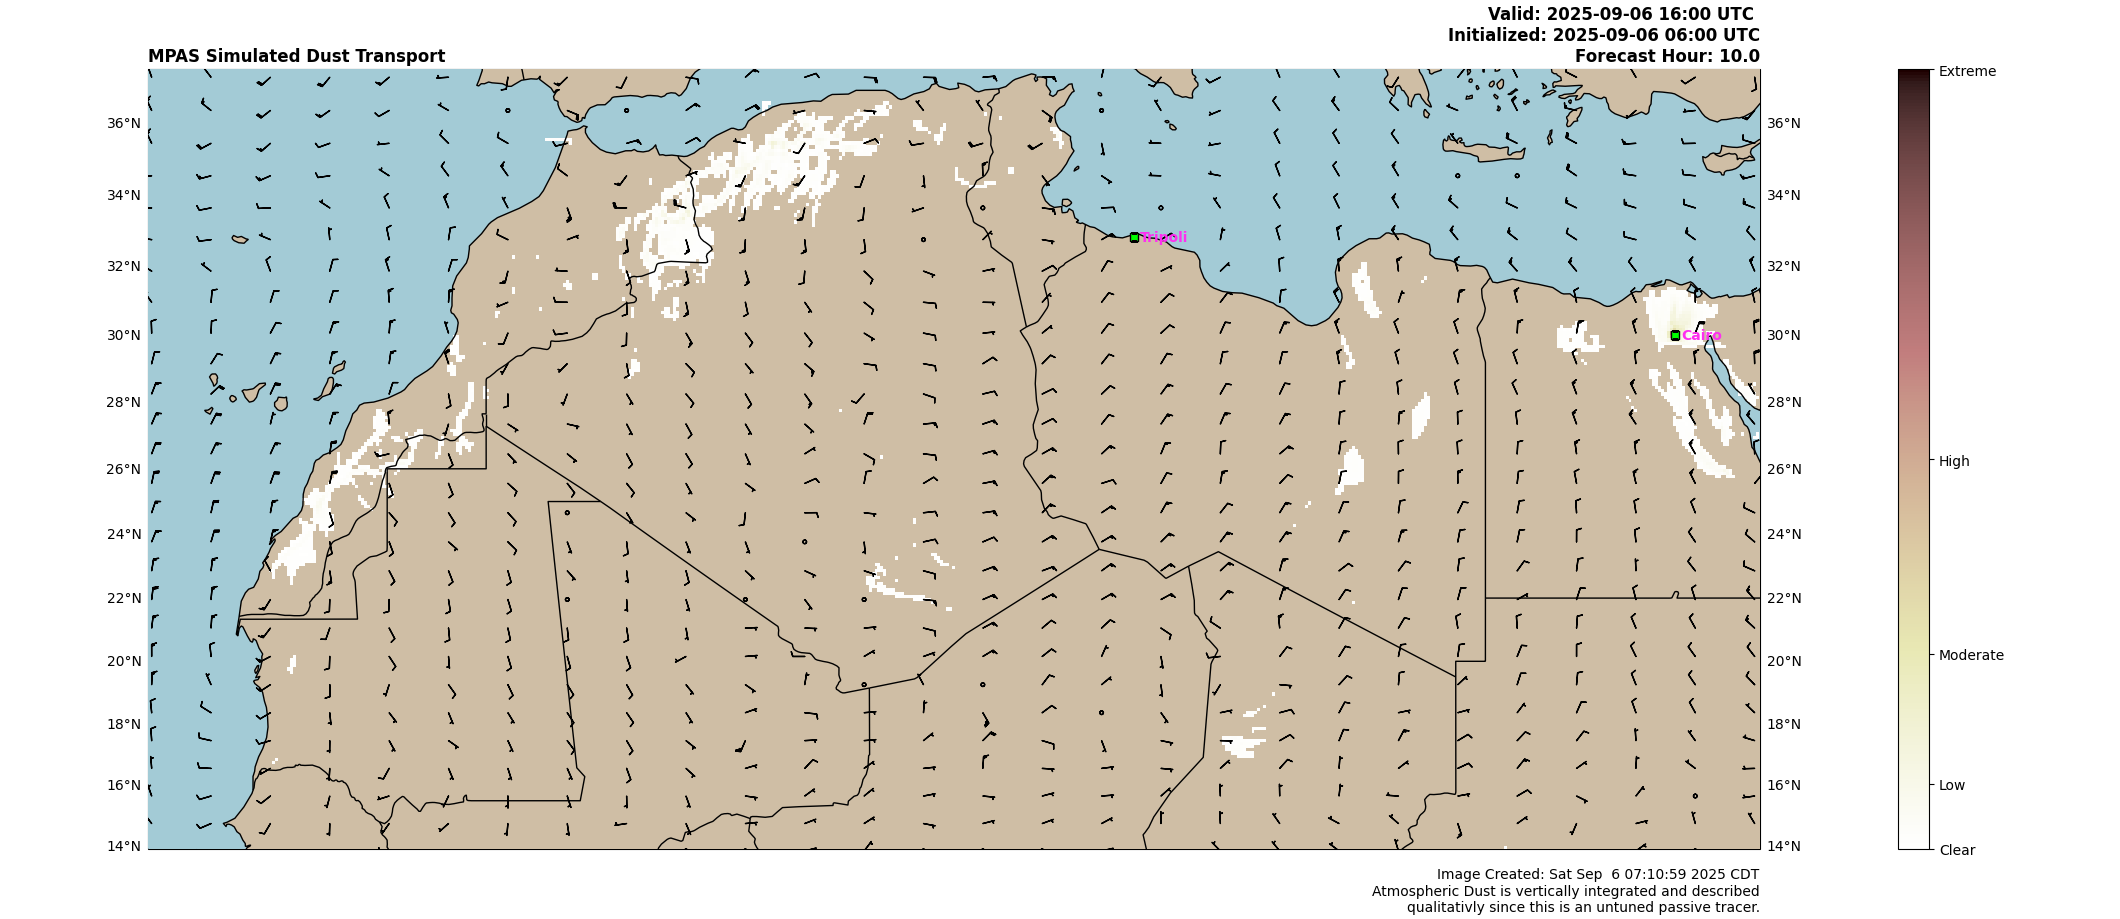 Valid: 2025-09-06 16:00 UTC
Initialized: 2025-09-06 06:00 UTC
MPAS Simulated Dust Transport
Forecast Hour: 10.0
Extreme
36°N
36°N
34°N
34°N
Tripoli
32°N
32°N
30°N
Cairo
30°N
28°N
28°N
26°N
26°N
High
24°N
24°N
22°N
22°N
20°N
20°N
Moderate
18°N
18°N
16°N
16°N
Low
14°N
14°N
Clear
Image Created: Sat Sep  6 07:10:59 2025 CDT
Atmospheric Dust is vertically integrated and described
qualitativly since this is an untuned passive tracer.